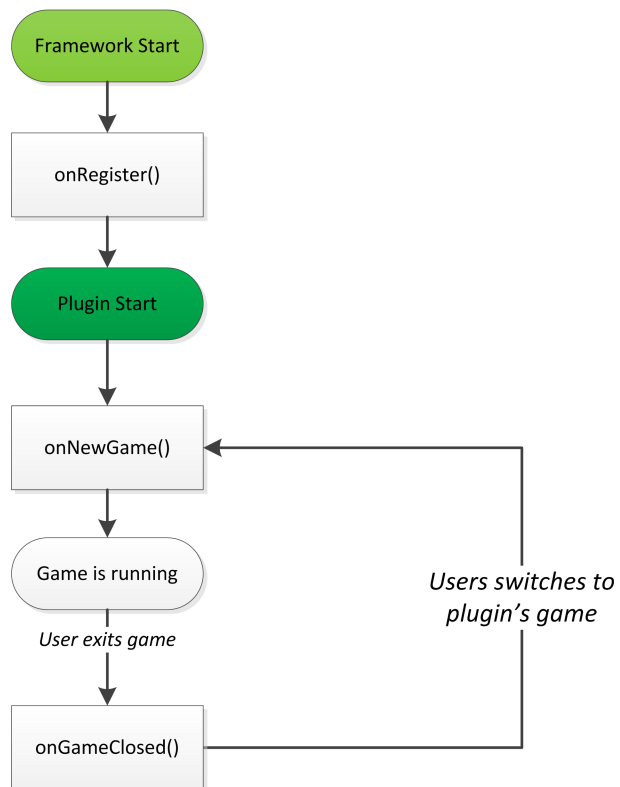 Framework Start
onRegister()
Plugin Start
onNewGame()
Game is running
Users switches to
plugin's game
User exits game
onGameClosed()